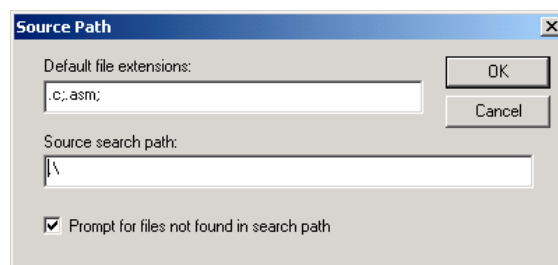 Source Path
Default file extensions:
.c;.asm;
OK
Cancel
Source search path:
.\
Prompt for files not found in search path